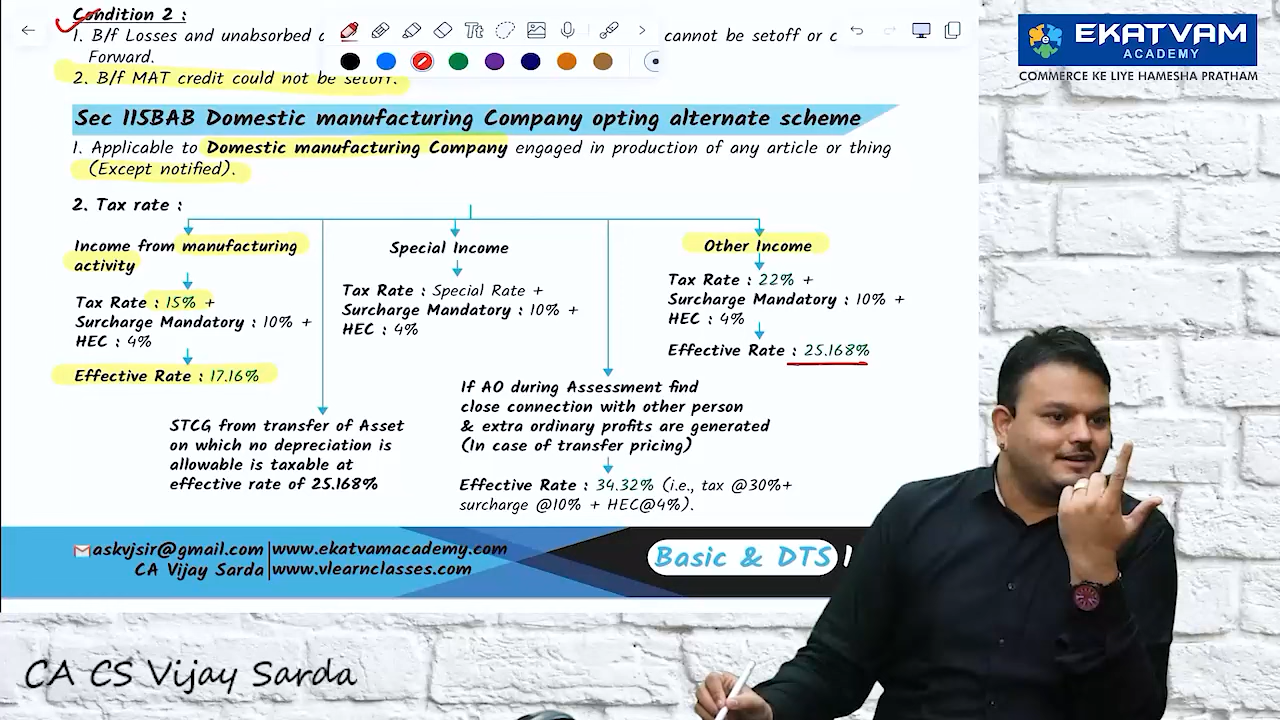 Condition 2 :
1. B/f Losses and unabsorbed cannot be setoff or
Forward.
2. B/f MAT credit could not be setoff.
Tt
EKATVAM
ACADEMY
COMMERCE KE LIYE HAMESHA PRATHAM
Sec 115BAB Domestic manufacturing Company opting alternate scheme
1. Applicable to Domestic manufacturing Company engaged in production of any article or thing
(Except notified).
2. Tax rate :
Income from manufacturing
activity
Tax Rate : 15% +
Surcharge Mandatory : 10% +
HEC : 4%
Effective Rate : 17.16%
STCG from transfer of Asset
on which no depreciation is
allowable is taxable at
effective rate of 25.168%
Special Income
Tax Rate : Special Rate +
Surcharge Mandatory : 10% +
HEC : 4%
If AO during Assessment find
close connection with other person
& extra ordinary profits are generated
(In case of transfer pricing)
Effective Rate : 34.32% (i.e., tax @30%+
surcharge @10% + HEC@4%).
Other Income
Tax Rate : 22% +
Surcharge Mandatory : 10% +
HEC : 4%
Effective Rate : 25.168%
askvjsir@gmail.com|www.ekatvamacademy.com
CA Vijay Sarda|www.vlearnclasses.com
Basic & DTS
CA CS Vijay Sarda